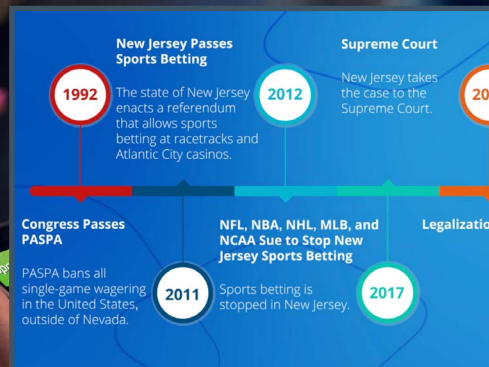 New Jersey Passes
Sports Betting
The state of New Jersey
enacts a referendum
that allows sports
betting at racetracks and
Atlantic City casinos.
Supreme Court
New Jersey takes
the case to the
Supreme Court.
1992
2012
20
Congress Passes
PASPA
PASPA bans all
single-game wagering
in the United States,
outside of Nevada.
2011
NFL, NBA, NHL, MLB, and
NCAA Sue to Stop New
Jersey Sports Betting
Sports betting is
stopped in New Jersey.
2017
Legalizatio